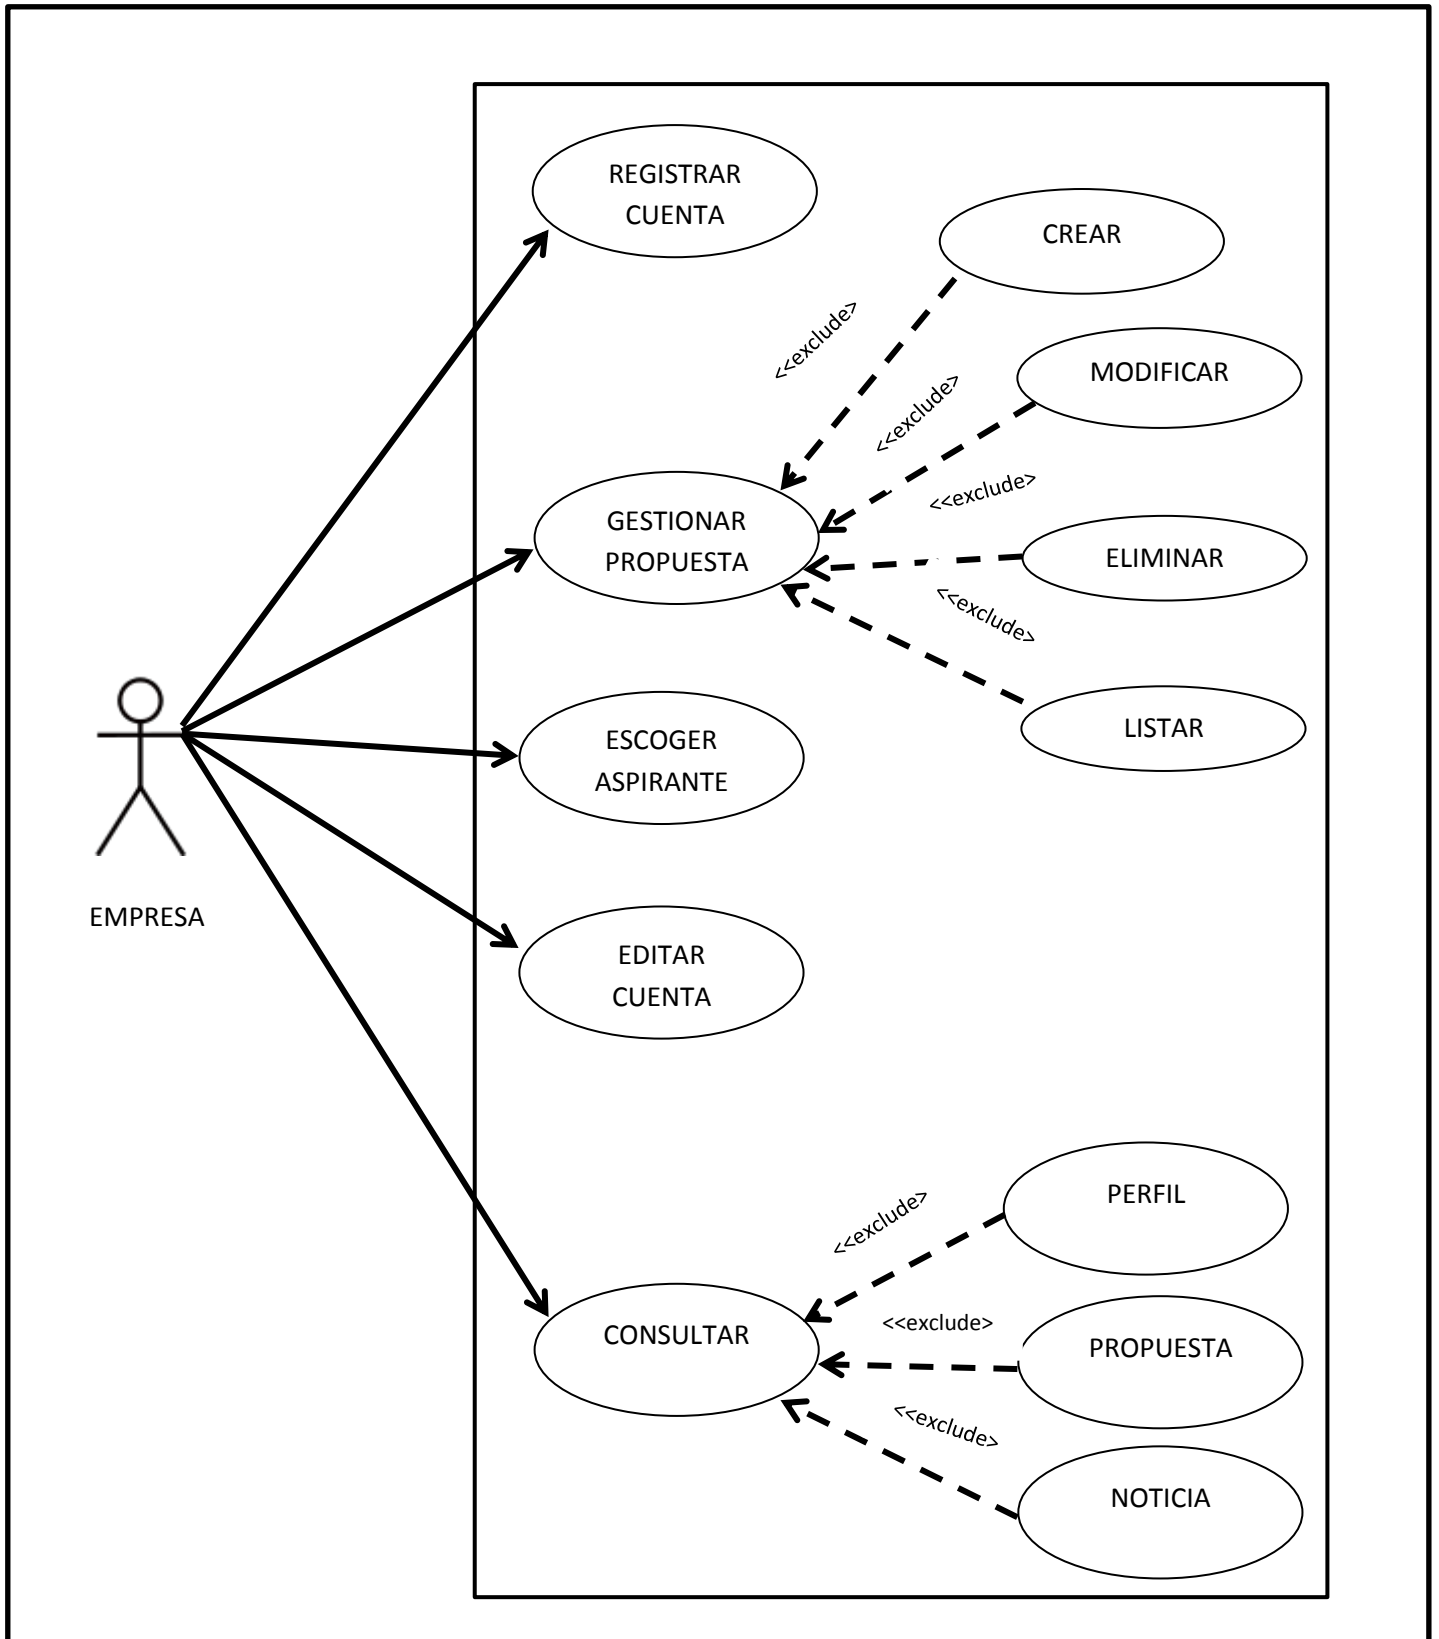 REGISTRAR
CUENTA
CREAR
<<exclude>
MODIFICAR
<<exclude>
<<exclude>
GESTIONAR
PROPUESTA
ELIMINAR
<<exclude>
LISTAR
ESCOGER
ASPIRANTE
EMPRESA
EDITAR
CUENTA
PERFIL
<<exclude>
CONSULTAR
<<exclude>
PROPUESTA
<<exclude>
NOTICIA